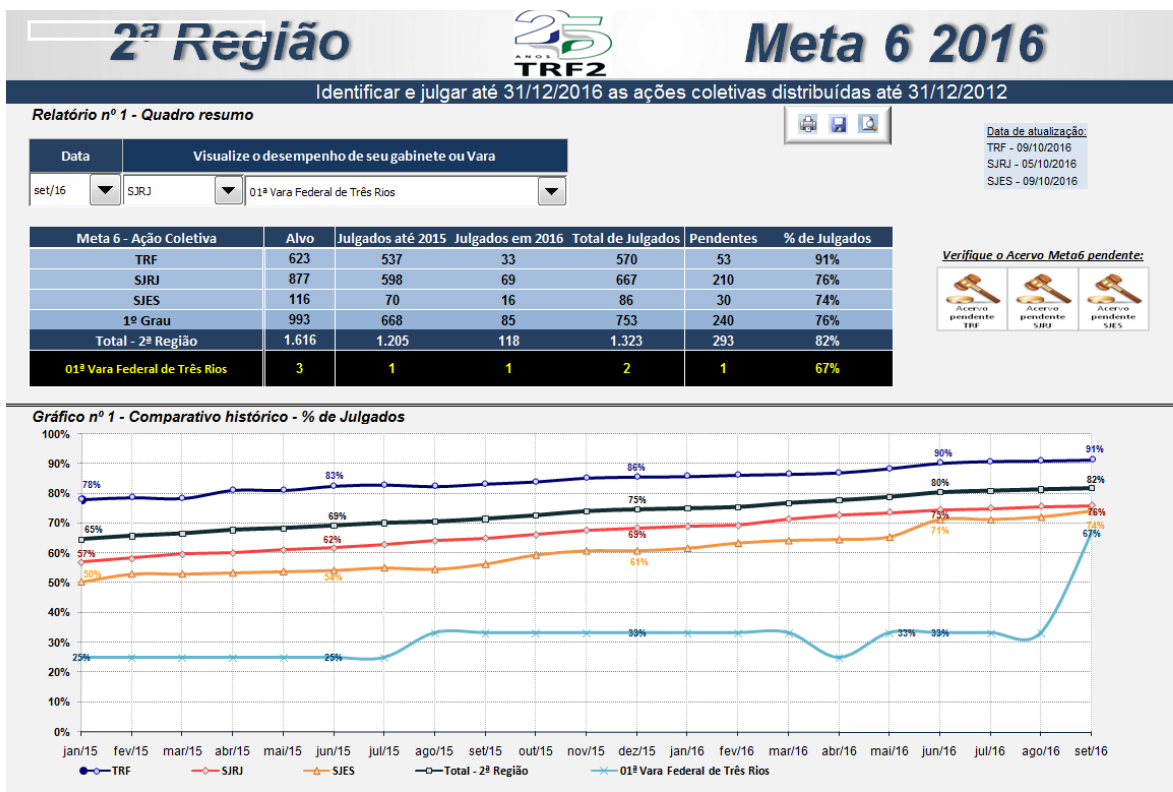 2ª Região
25
ANOS
TRF2
Meta 6 2016
Identificar e julgar até 31/12/2016 as ações coletivas distribuídas até 31/12/2012
Relatório nº 1 - Quadro resumo
Data de atualização:
TRF - 09/10/2016
SJRJ - 05/10/2016
SJES - 09/10/2016
Data Visualize o desempenho de seu gabinete ou Vara
set/16 SJRJ 01ª Vara Federal de Três Rios
Meta 6 - Ação Coletiva Alvo Julgados até 2015 Julgados em 2016 Total de Julgados Pendentes % de Julgados
TRF 623 537 33 570 53 91%
SJRJ 877 598 69 667 210 76%
SJES 116 70 16 86 30 74%
1º Grau 993 668 85 753 240 76%
Total - 2ª Região 1.616 1.205 118 1.323 293 82%
01ª Vara Federal de Três Rios 3 1 1 2 1 67%
Verifique o Acervo Meta6 pendente:
Acervo pendente TRF
Acervo pendente SJRJ
Acervo pendente SJES
Gráfico nº 1 - Comparativo histórico - % de Julgados
100%
90%
80%
70%
60%
50%
40%
30%
20%
10%
0%
78% 83% 86% 90% 91%
65% 69% 75% 80% 82%
57% 62% 69% 75% 76%
50% 54% 61% 71% 74%
25% 25% 33% 33% 33% 67%
jan/15 fev/15 mar/15 abr/15 mai/15 jun/15 jul/15 ago/15 set/15 out/15 nov/15 dez/15 jan/16 fev/16 mar/16 abr/16 mai/16 jun/16 jul/16 ago/16 set/16
TRF SJRJ SJES Total - 2ª Região 01ª Vara Federal de Três Rios